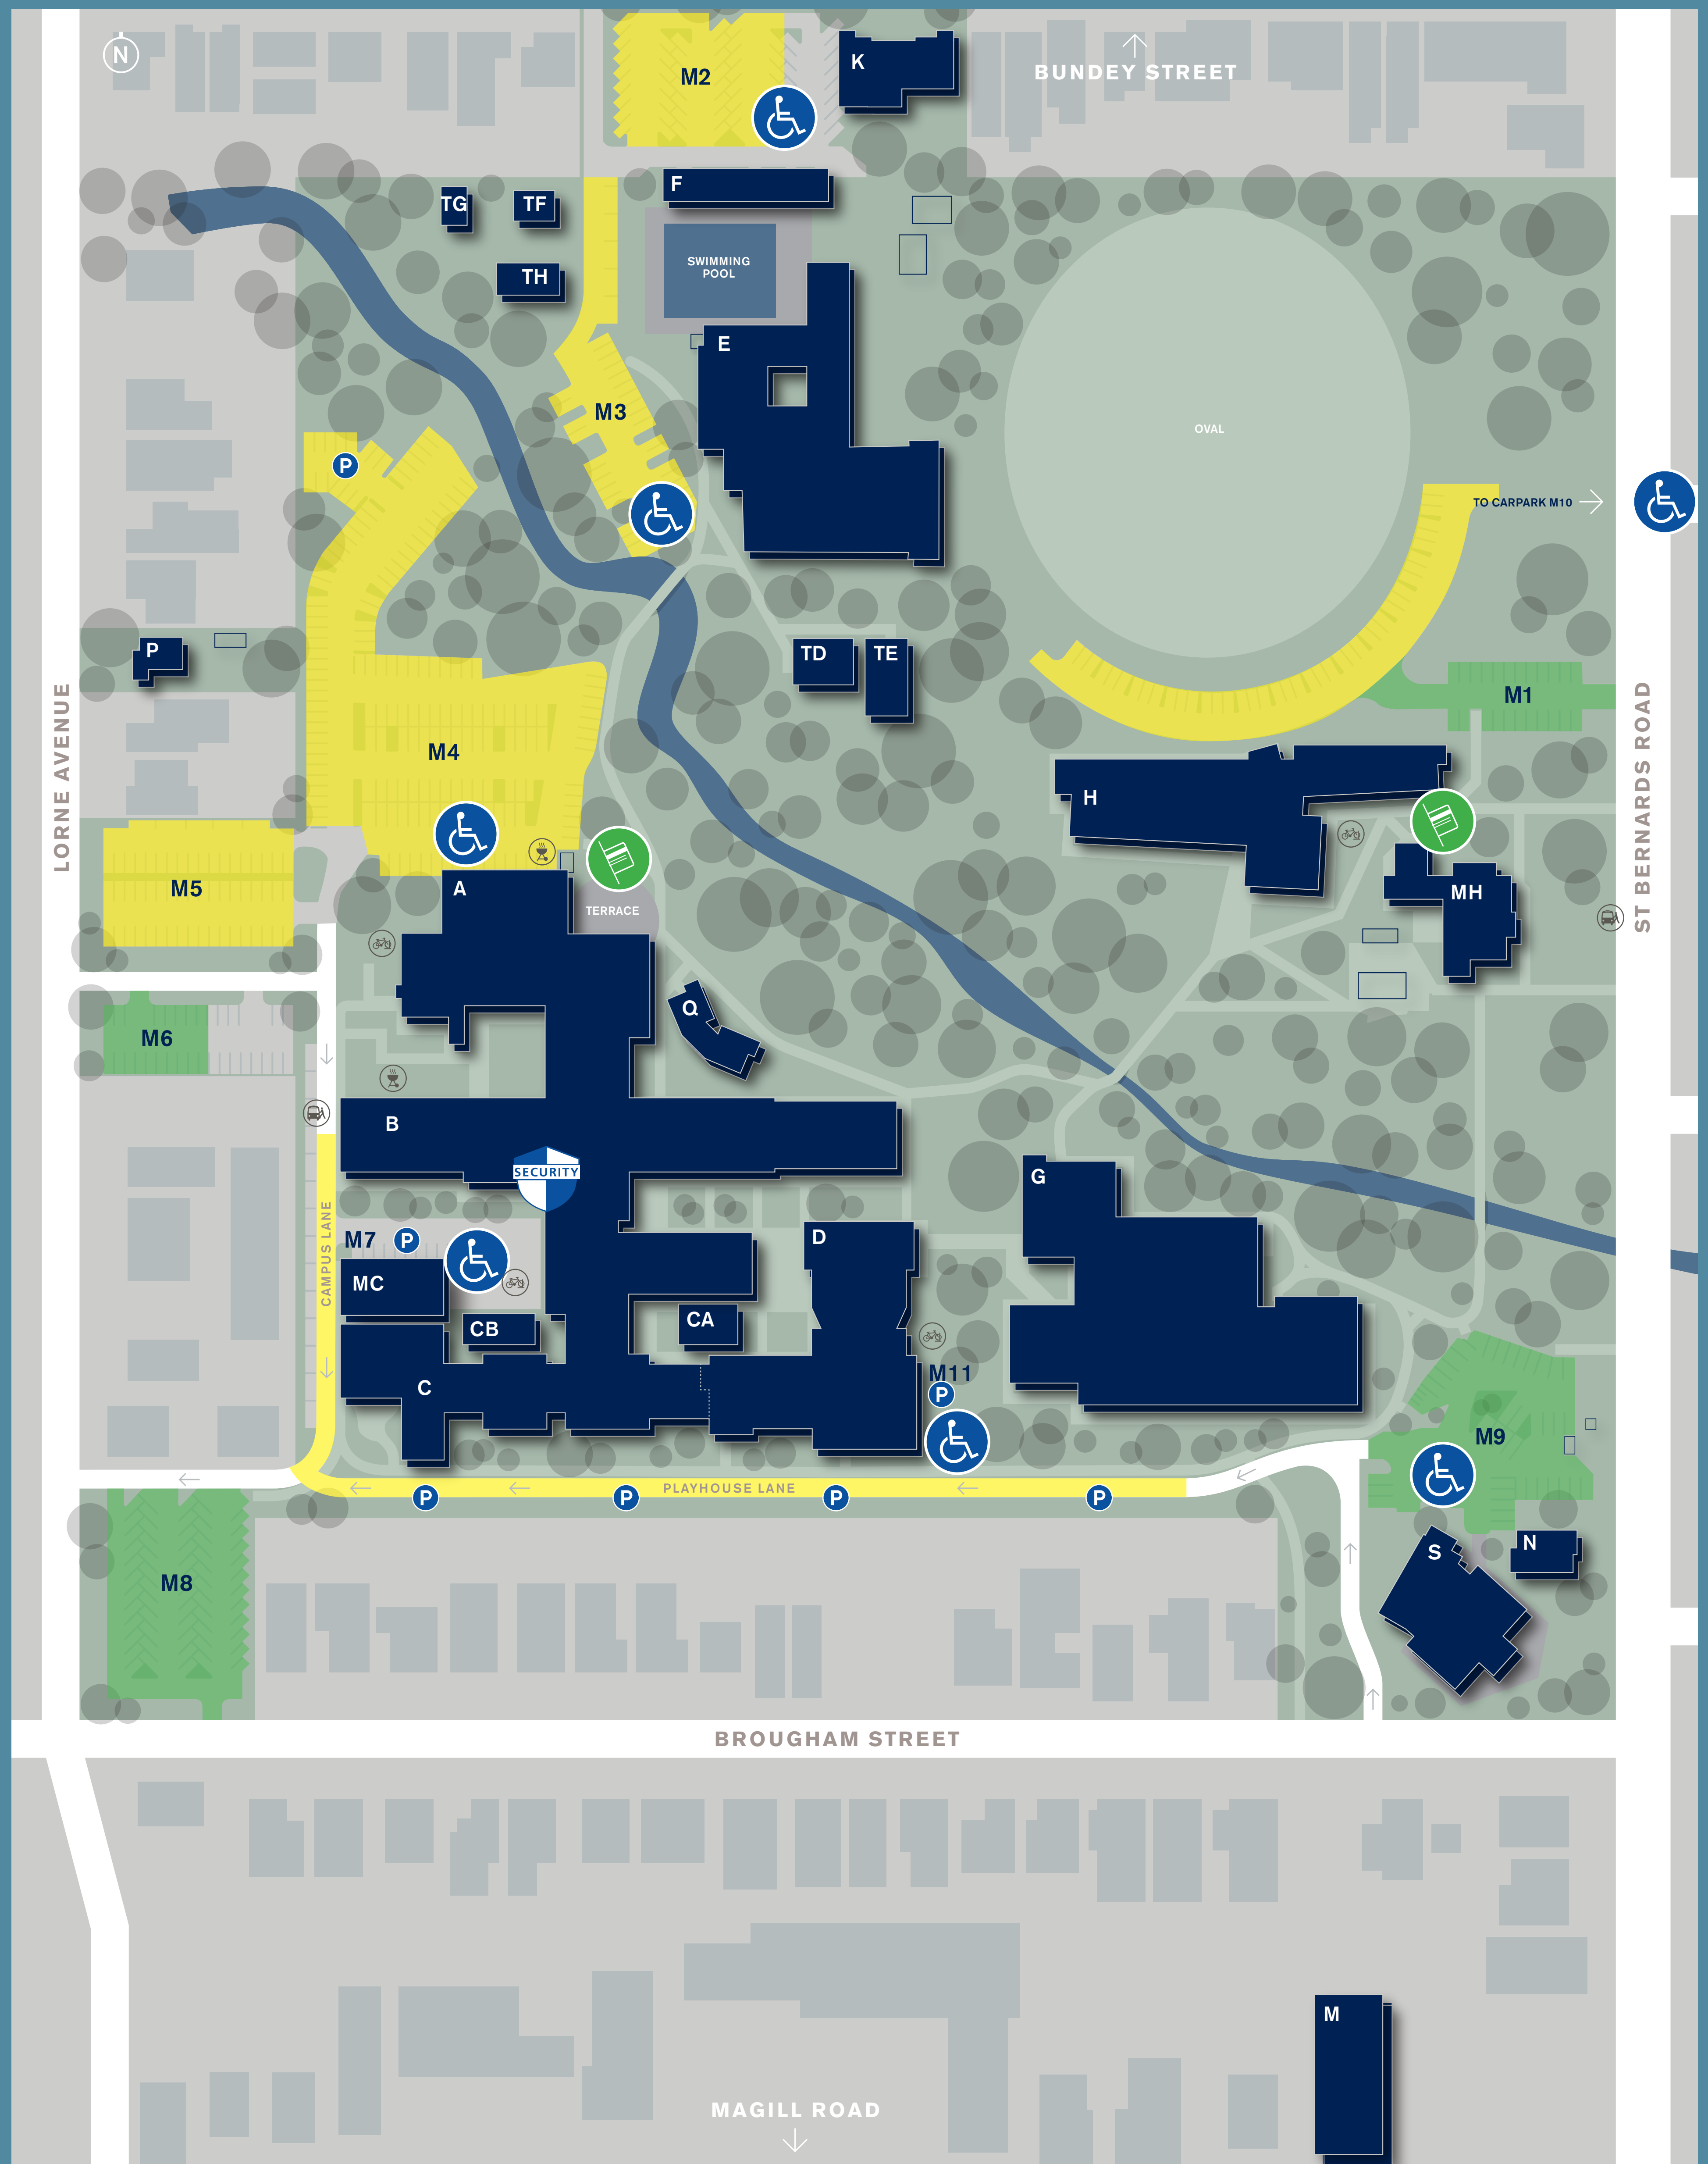 N
M2
K
BUNDEY STREET
F
TG
TF
TH
SWIMMING
POOL
E
M3
OVAL
P
TO CARPARK M10
P
TD
TE
M1
LORNE AVENUE
ST BERNARDS ROAD
M4
H
A
M5
MH
TERRACE
Q
M6
B
SECURITY
G
CAMPUS LANE
M7
P
D
MC
CA
CB
M11
P
C
M9
PLAYHOUSE LANE
P
P
P
P
N
S
M8
BROUGHAM STREET
M
MAGILL ROAD